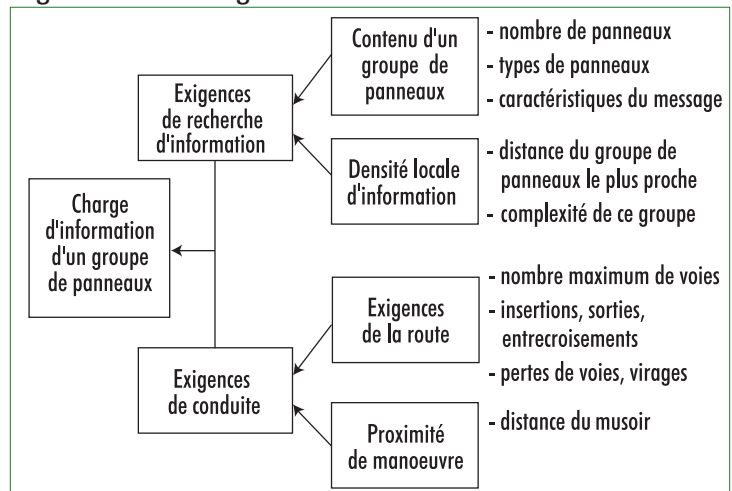 Contenu d'un
groupe de
panneaux
- nombre de panneaux
- types de panneaux
- caractéristiques du message
Exigences
de recherche
d'information
Densité locale
d'information
- distance du groupe de
panneaux le plus proche
- complexité de ce groupe
Charge
d'information
d'un groupe
de panneaux
Exigences
de la route
- nombre maximum de voies
- insertions, sorties,
entrecroisements
- pertes de voies, virages
Exigences
de conduite
Proximité
de manoeuvre
- distance du musoir